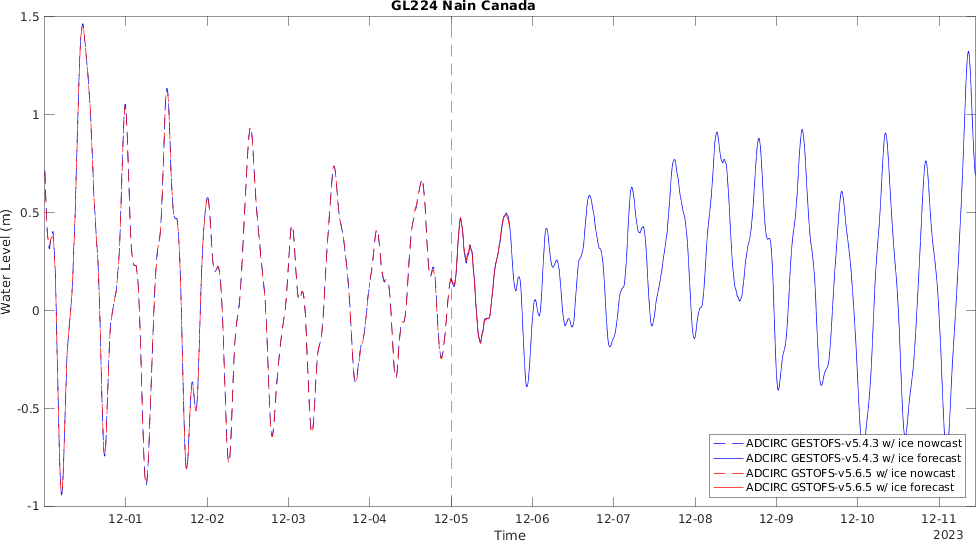 GL224 Nain Canada
1.5
1
0.5
0
-0.5
-1
Water Level (m)
ADCIRC GESTOFS-v5.4.3 w/ ice nowcast
ADCIRC GESTOFS-v5.4.3 w/ ice forecast
ADCIRC GSTOFS-v5.6.5 w/ ice nowcast
ADCIRC GSTOFS-v5.6.5 w/ ice forecast
12-01 12-02 12-03 12-04 12-05 12-06 12-07 12-08 12-09 12-10 12-11
Time
2023